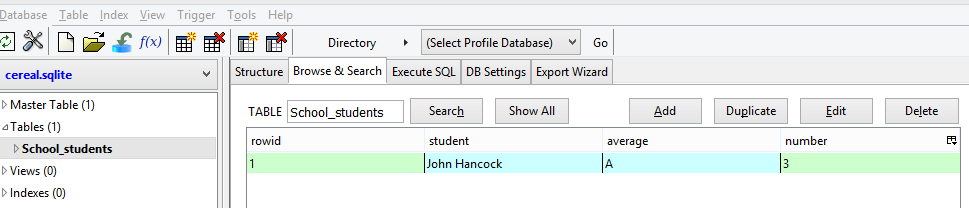 Database Table Index View Trigger Tools Help
f(x) Directory (Select Profile Database) Go
cereal.sqlite
Master Table (1)
Tables (1)
School_students
Views (0)
Indexes (0)
Structure Browse & Search Execute SQL DB Settings Export Wizard
TABLE School_students Search Show All Add Duplicate Edit Delete
rowid student average number
1 John Hancock A 3